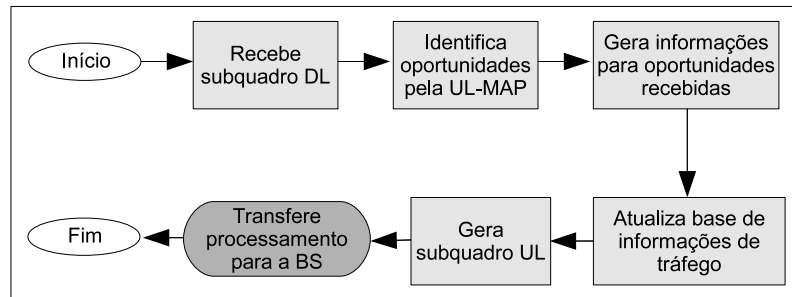 Início
Recebe
subquadro DL
Identifica
oportunidades
pela UL-MAP
Gera informações
para oportunidades
recebidas
Atualiza base de
informações de
tráfego
Gera
subquadro UL
Transfere
processamento
para a BS
Fim